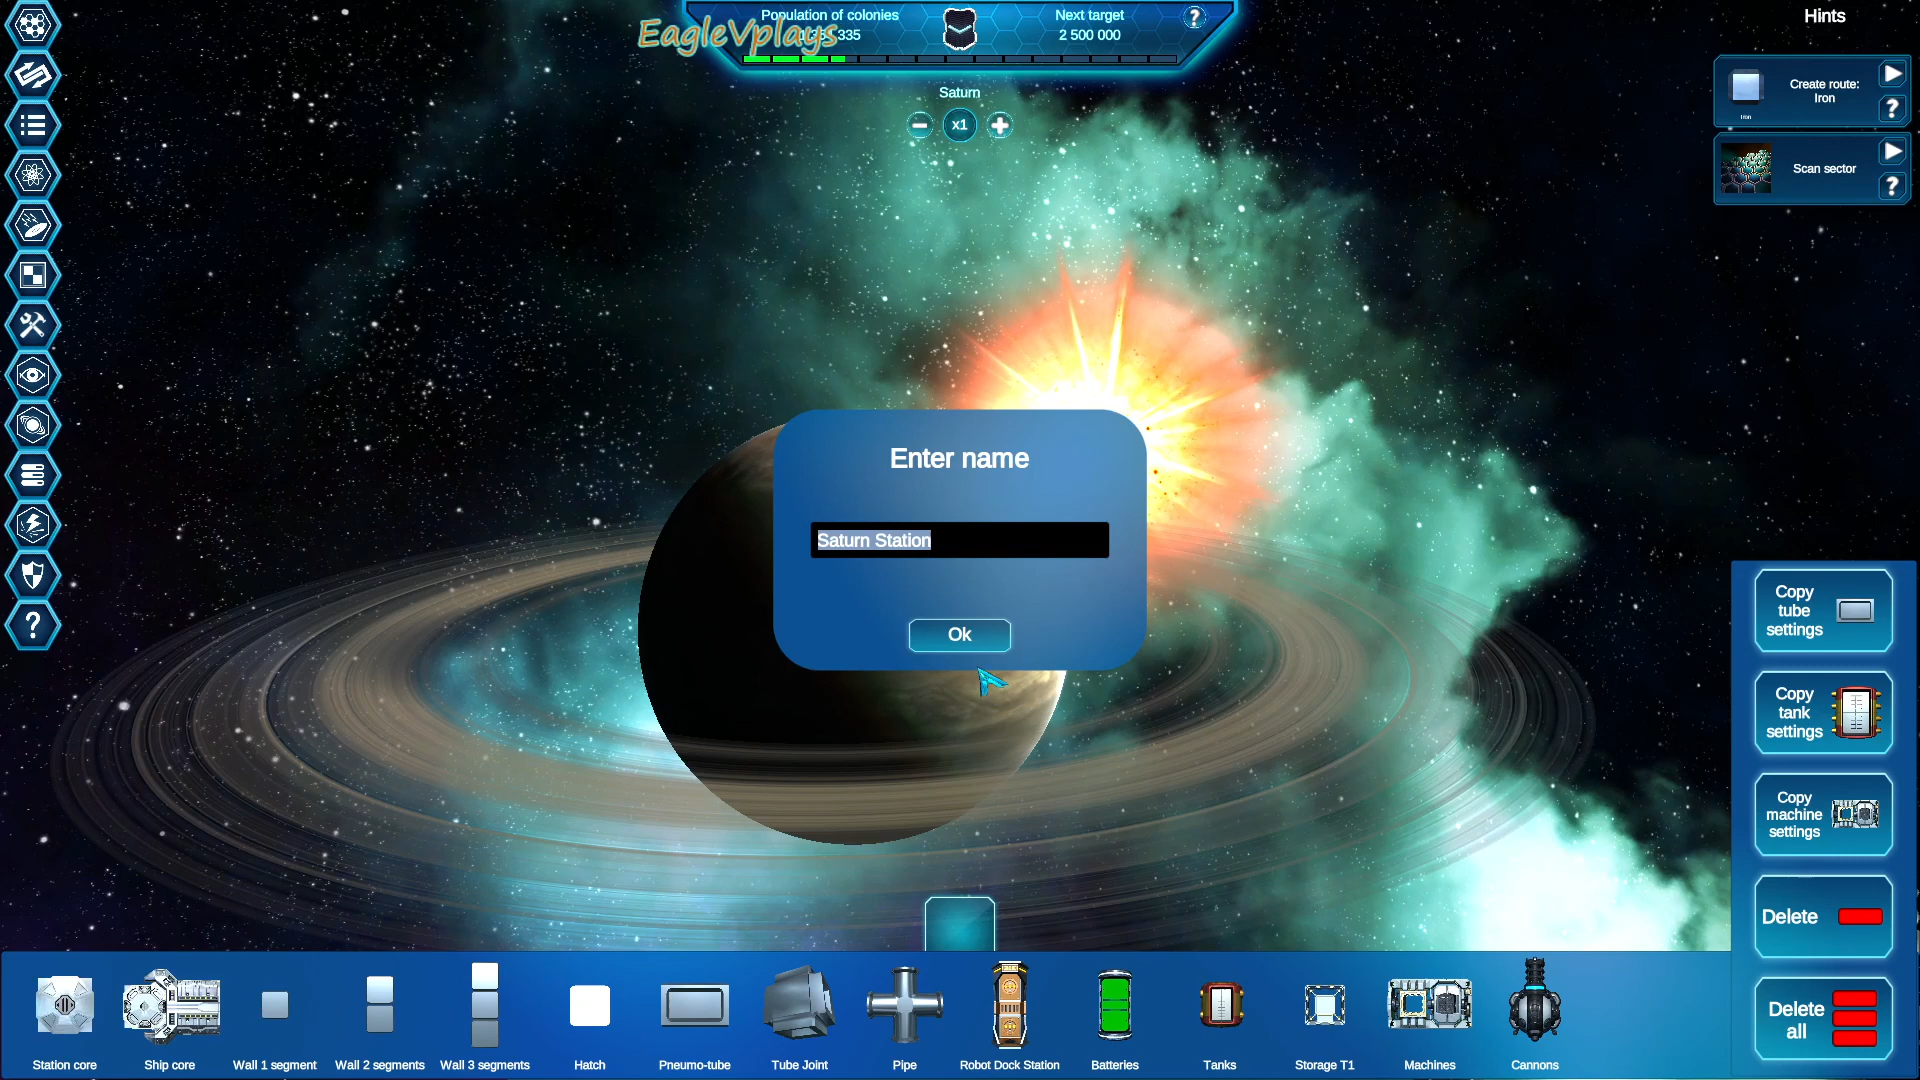 Population of colonies
335
Next target
2 500 000
?
EagleVplays
Hints
Saturn
x1
Create route:
Iron
Iron
?
Scan sector
?
Enter name
Saturn Station
Ok
?
Copy
tube
settings
Copy
tank
settings
Copy
machine
settings
Delete
Delete
all
Station core
Ship core
Wall 1 segment
Wall 2 segments
Wall 3 segments
Hatch
Pneumo-tube
Tube Joint
Pipe
Robot Dock Station
Batteries
Tanks
Storage T1
Machines
Cannons